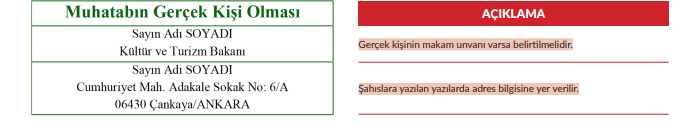 Muhatabın Gerçek Kişi Olması
Sayın Adı SOYADI
Kültür ve Turizm Bakanı
Sayın Adı SOYADI
Cumhuriyet Mah. Adakale Sokak No: 6/A
06430 Çankaya/ANKARA
AÇIKLAMA
Gerçek kişinin makam unvanı varsa belirtilmelidir.
Şahıslara yazılan yazılarda adres bilgisine yer verilir.